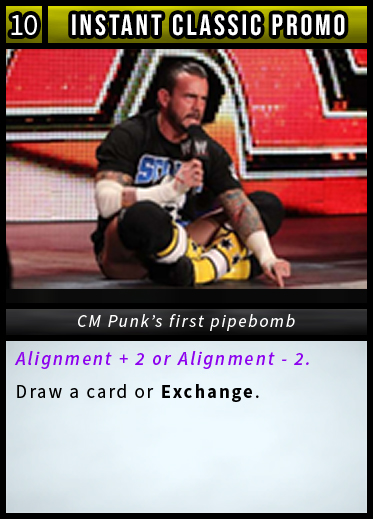 10 INSTANT CLASSIC PROMO
CM Punk's first pipebomb
Alignment + 2 or Alignment - 2.
Draw a card or Exchange.